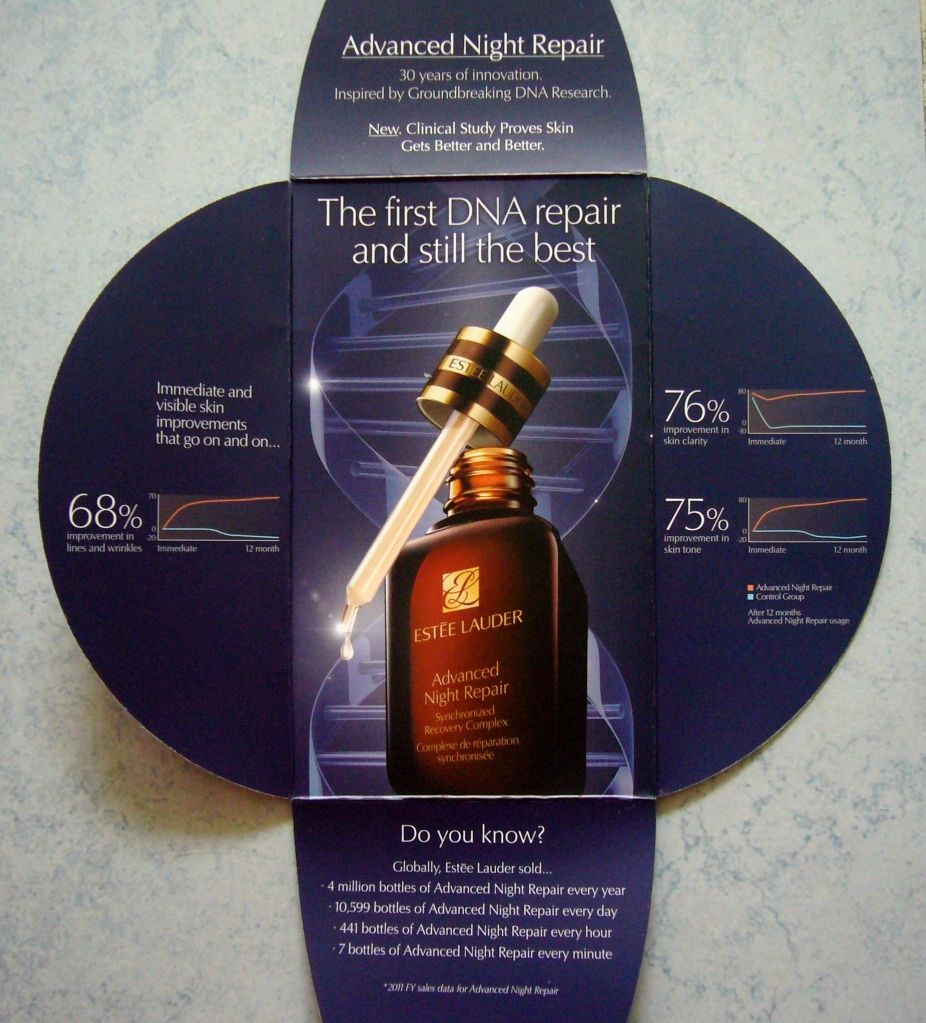 Advanced Night Repair
30 years of innovation.
Inspired by Groundbreaking DNA Research.
New. Clinical Study Proves Skin
Gets Better and Better.
The first DNA repair
and still the best
Immediate and
visible skin
improvements
that go on and on...
68%
improvement in
lines and wrinkles
70
0
-20
Immediate 12 month
ESTĒE LAUDER
ESTĒE LAUDER
Advanced
Night Repair
Synchronized
Recovery Complex
Complexe de réparation
synchronisée
76%
improvement in
skin clarity
80
0
-10
Immediate 12 month
75%
improvement in
skin tone
80
0
-20
Immediate 12 month
Advanced Night Repair
Control Group
After 12 months
Advanced Night Repair usage
Do you know?
Globally, Estēe Lauder sold...
· 4 million bottles of Advanced Night Repair every year
· 10,599 bottles of Advanced Night Repair every day
· 441 bottles of Advanced Night Repair every hour
· 7 bottles of Advanced Night Repair every minute
*2011 FY sales data for Advanced Night Repair